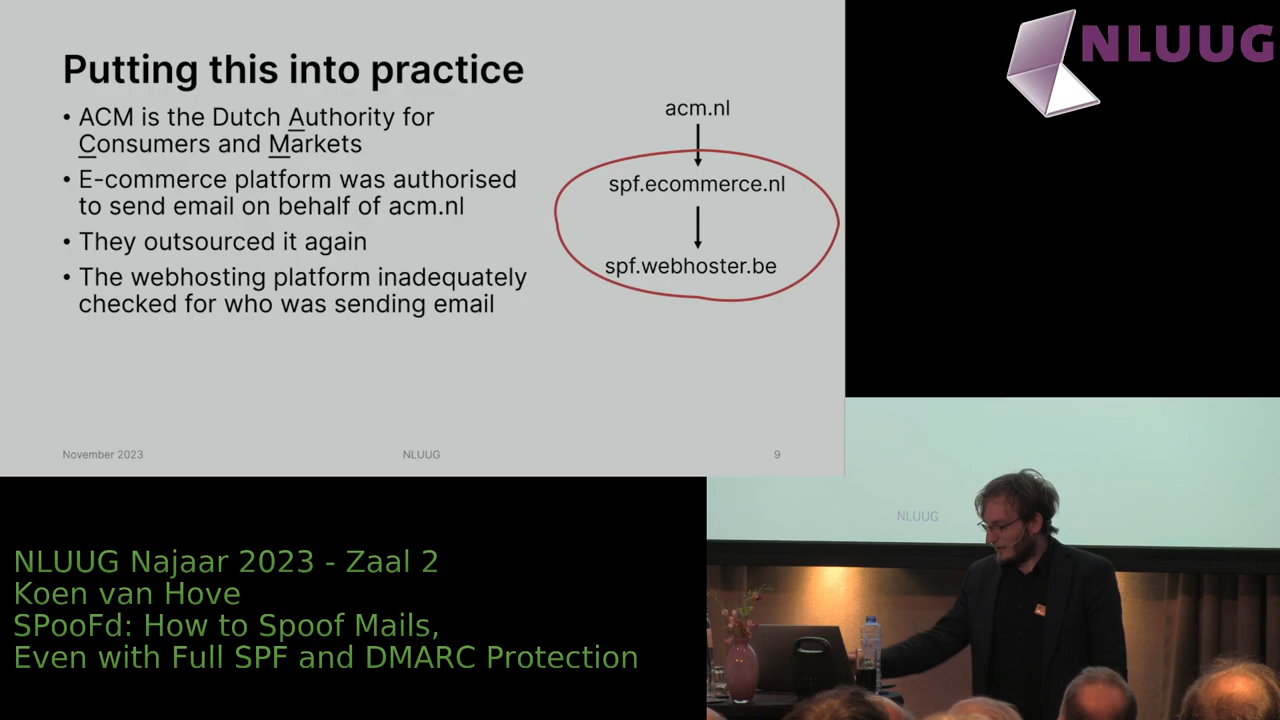 Putting this into practice
• ACM is the Dutch Authority for
Consumers and Markets
• E-commerce platform was authorised
to send email on behalf of acm.nl
• They outsourced it again
• The webhosting platform inadequately
checked for who was sending email
acm.nl
spf.ecommerce.nl
spf.webhoster.be
November 2023
NLUUG
9
NLUUG
NLUUG
NLUUG Najaar 2023 - Zaal 2
Koen van Hove
SPooFd: How to Spoof Mails,
Even with Full SPF and DMARC Protection